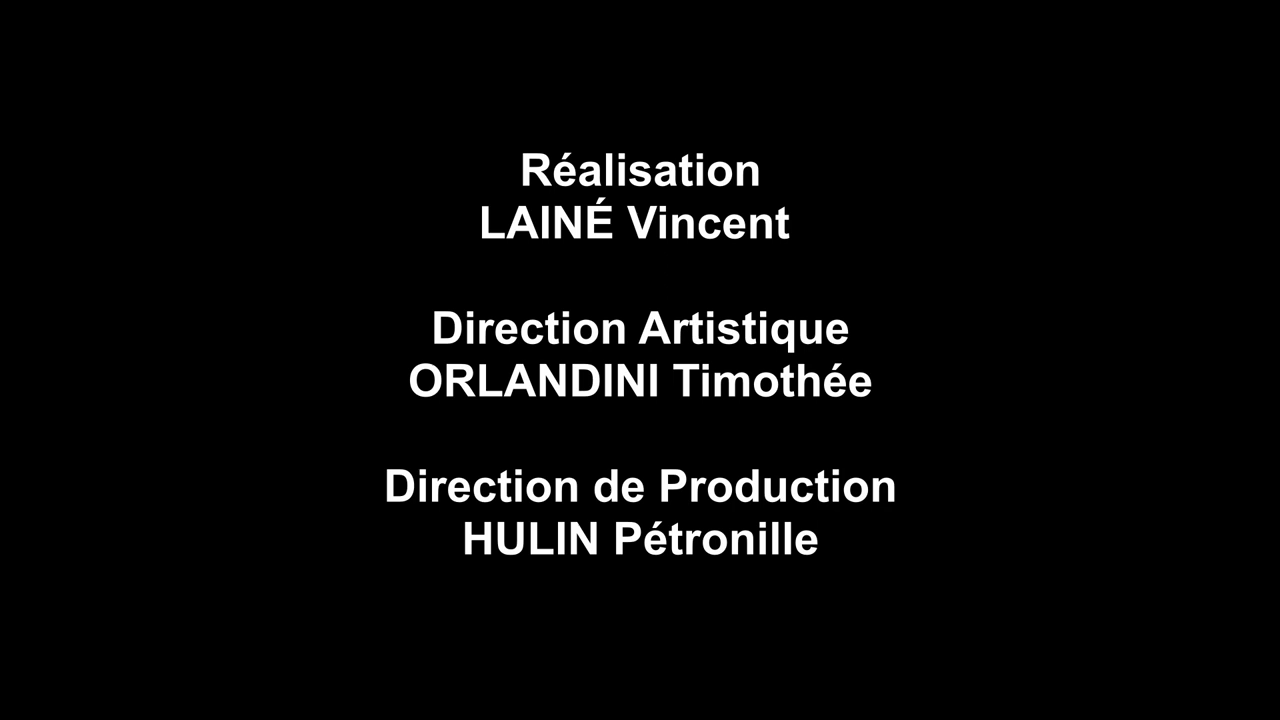 Réalisation
LAINÉ Vincent
Direction Artistique
ORLANDINI Timothée
Direction de Production
HULIN Pétronille